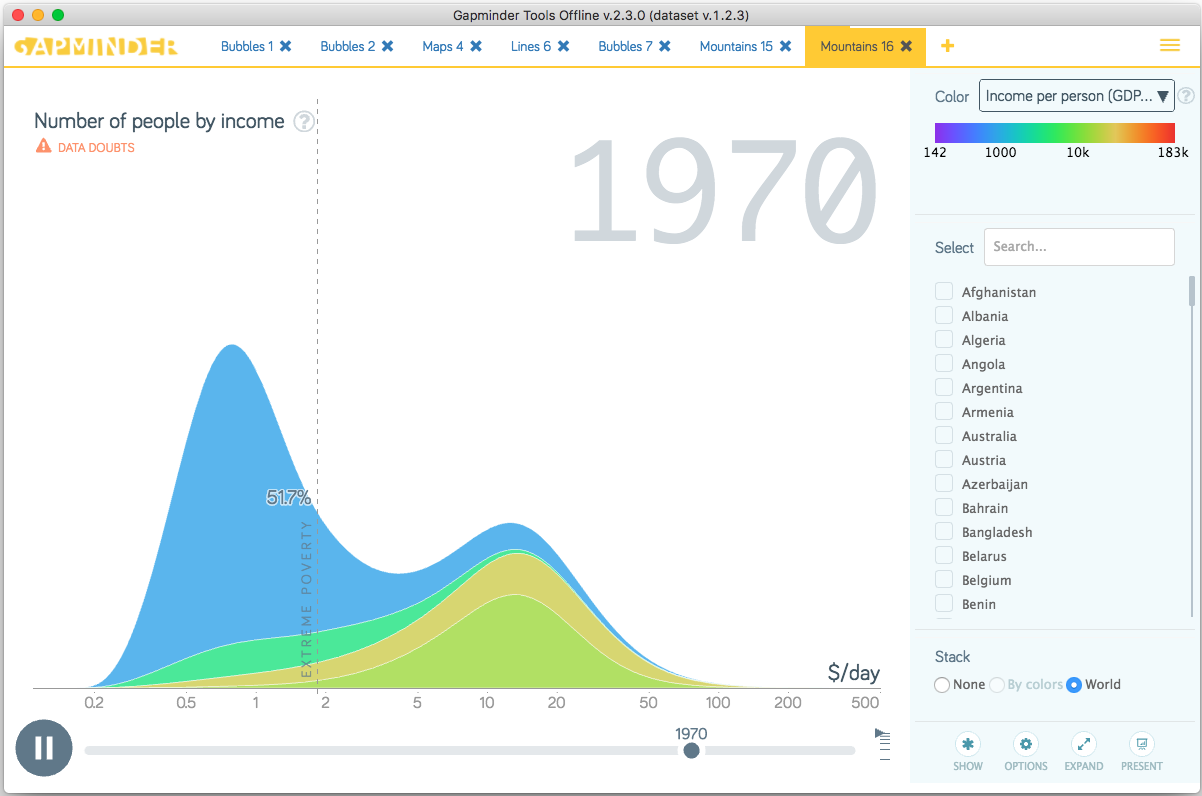 Gapminder Tools Offline v.2.3.0 (dataset v.1.2.3)
GAPMINDER
Bubbles 1 ✖ Bubbles 2 ✖ Maps 4 ✖ Lines 6 ✖ Bubbles 7 ✖ Mountains 15 ✖ Mountains 16 ✖ +
Number of people by income ?
DATA DOUBTS
1970
51.7%
EXTREME POVERTY
$/day
0.2 0.5 1 2 5 10 20 50 100 200 500
1970
Color Income per person (GDP... ▼ ?
142 1000 10k 183k
Select Search...
Afghanistan
Albania
Algeria
Angola
Argentina
Armenia
Australia
Austria
Azerbaijan
Bahrain
Bangladesh
Belarus
Belgium
Benin
Stack
None By colors World
SHOW OPTIONS EXPAND PRESENT